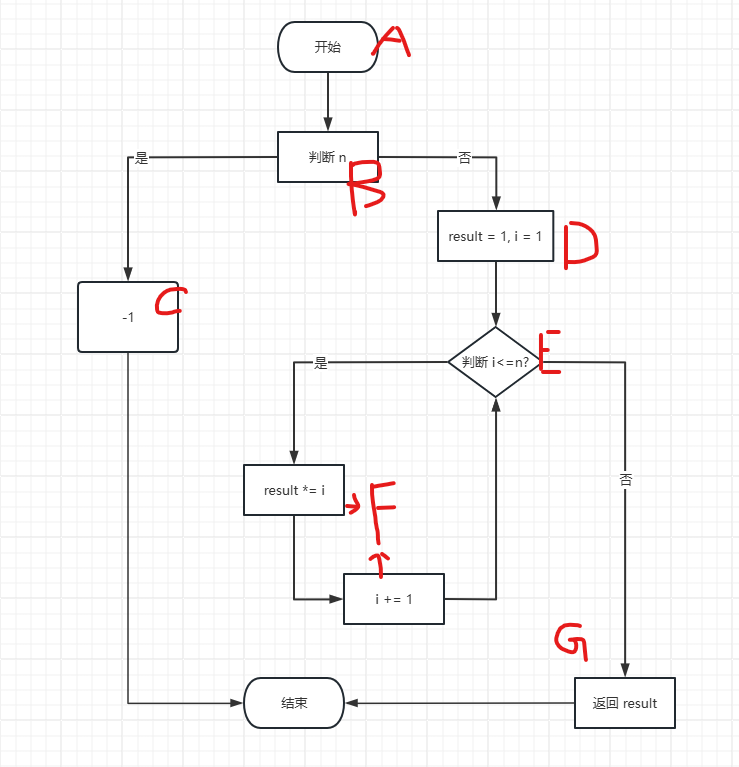 开始
A
是
判断 n
否
B
result = 1, i = 1
D
-1
C
判断 i<=n?
E
是
否
result *= i
F
i += 1
G
结束
返回 result